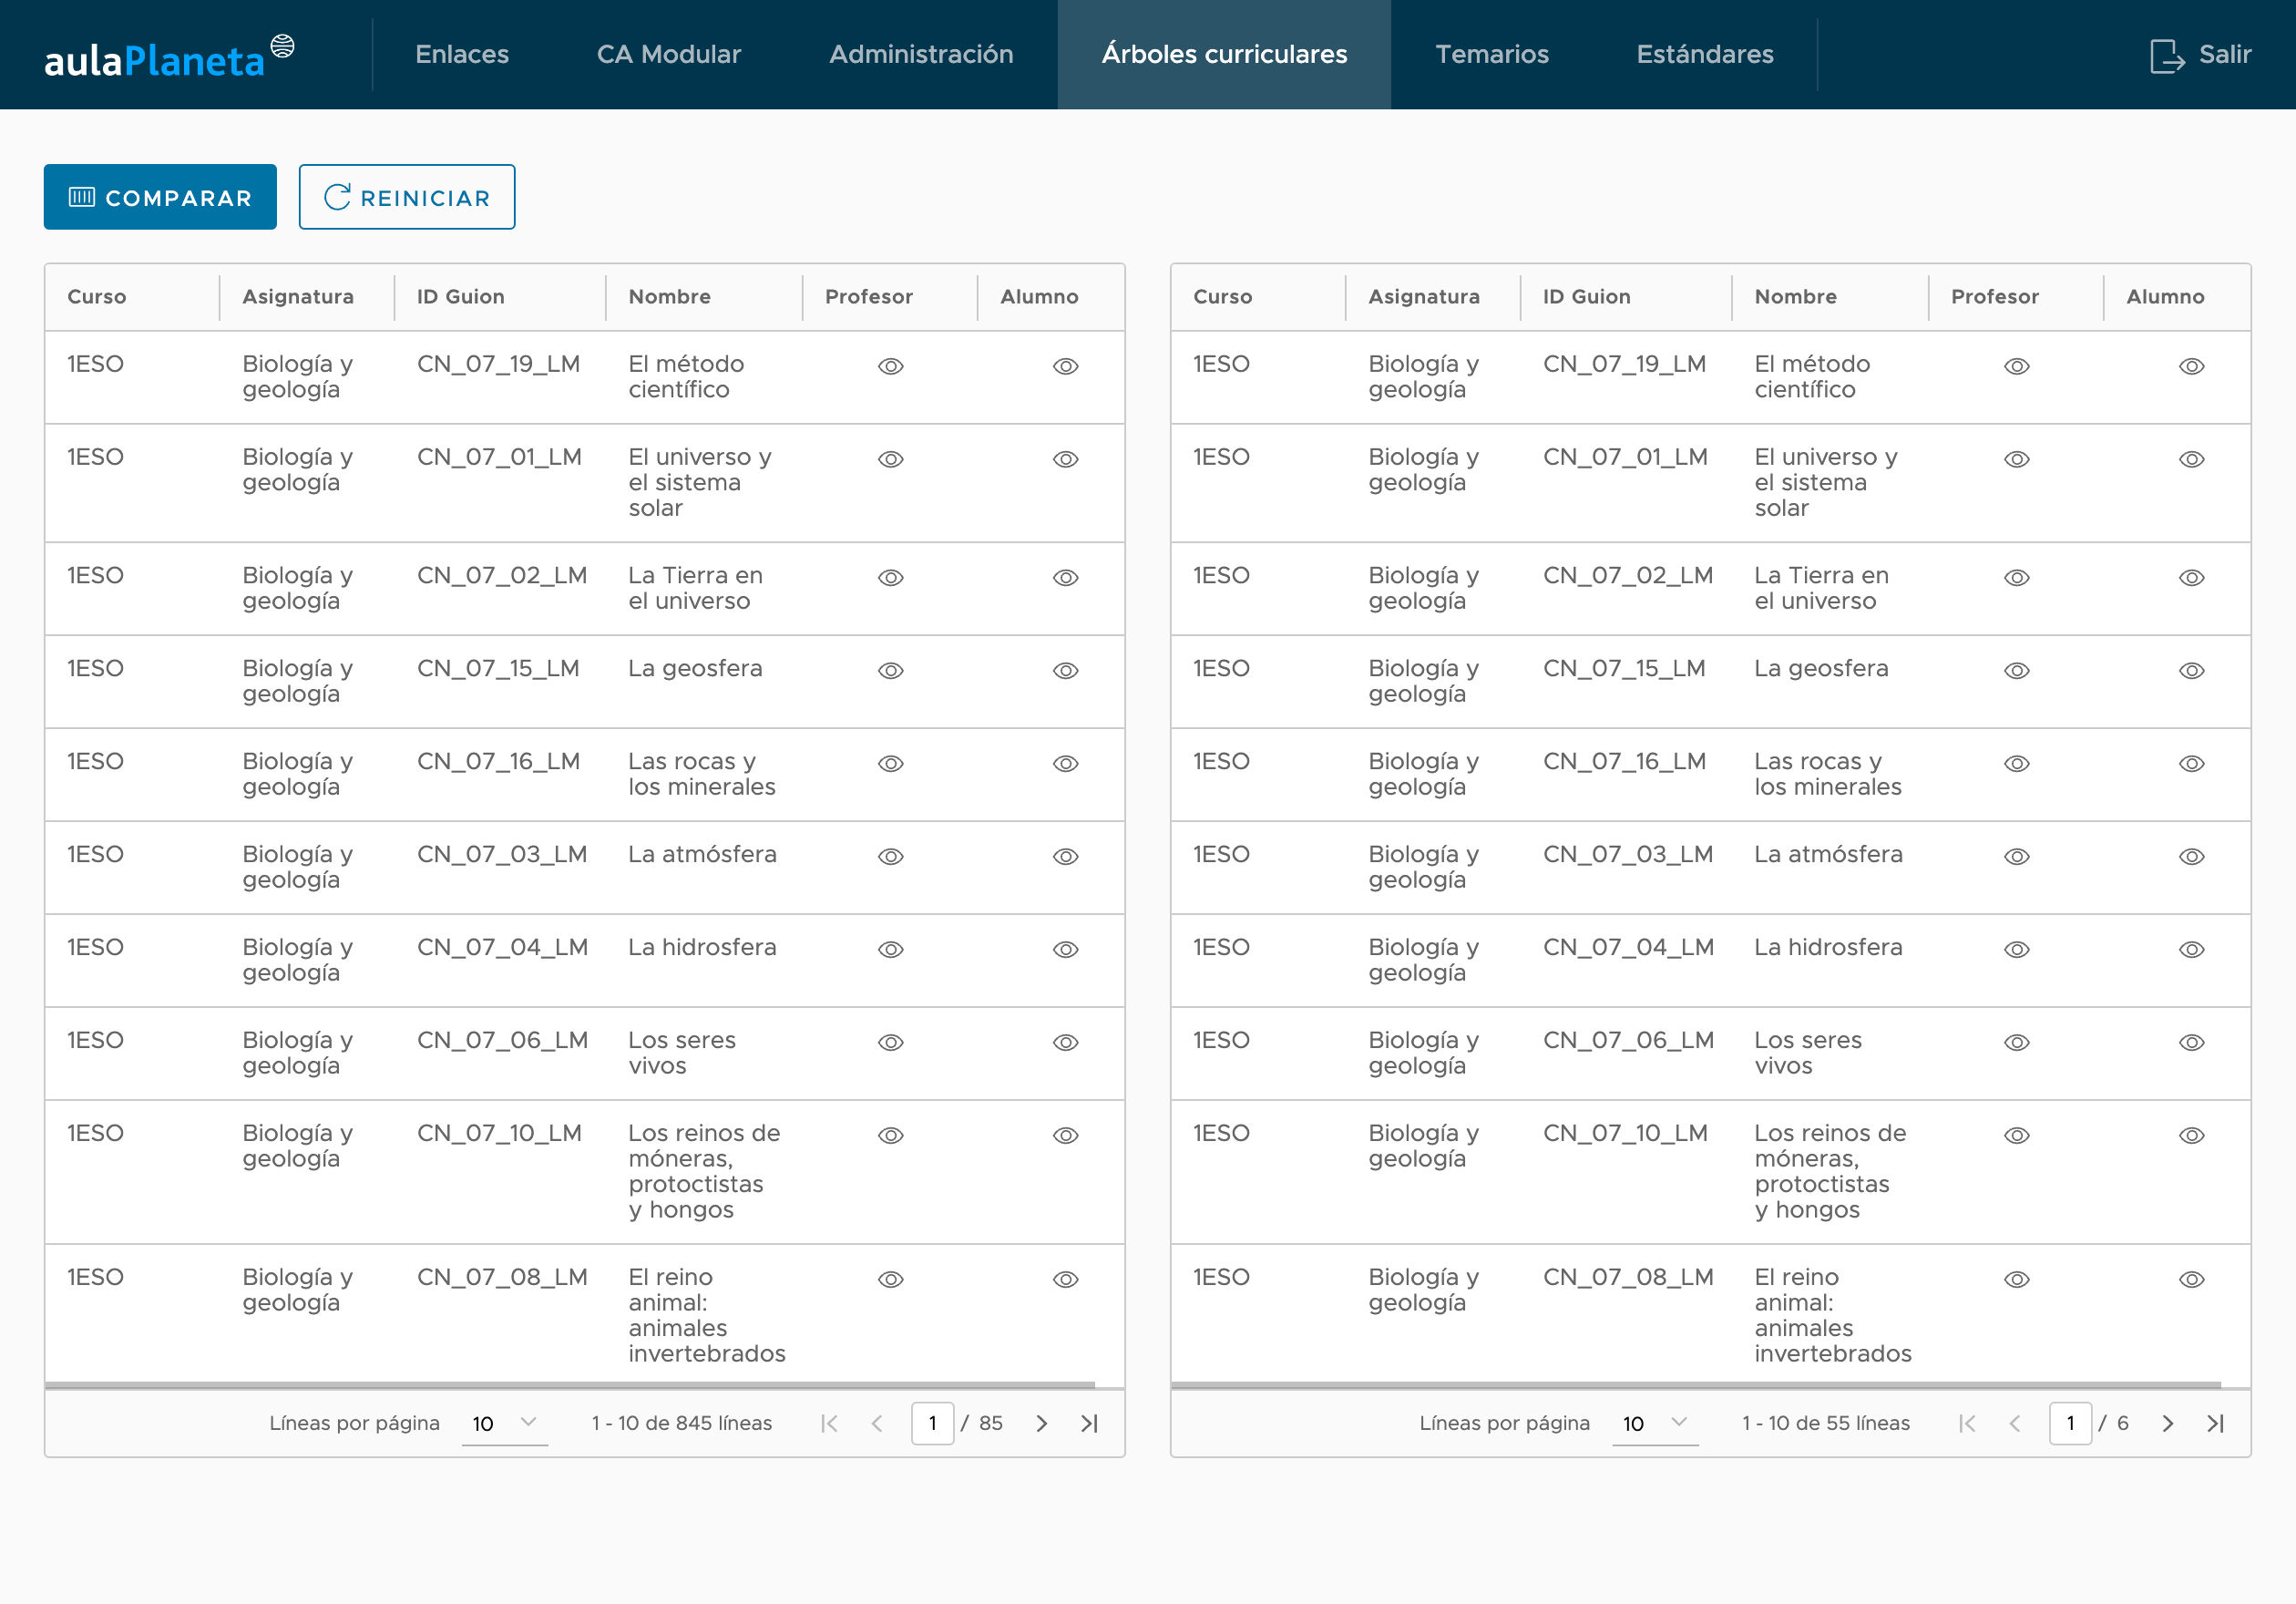 aulaPlaneta
Enlaces CA Modular Administración Árboles curriculares Temarios Estándares Salir
COMPARAR REINICIAR
Curso Asignatura ID Guion Nombre Profesor Alumno
1ESO Biología y CN_07_19_LM El método
geología científico
1ESO Biología y CN_07_01_LM El universo y
geología el sistema
solar
1ESO Biología y CN_07_02_LM La Tierra en
geología el universo
1ESO Biología y CN_07_15_LM La geosfera
geología
1ESO Biología y CN_07_16_LM Las rocas y
geología los minerales
1ESO Biología y CN_07_03_LM La atmósfera
geología
1ESO Biología y CN_07_04_LM La hidrosfera
geología
1ESO Biología y CN_07_06_LM Los seres
geología vivos
1ESO Biología y CN_07_10_LM Los reinos de
geología móneras,
protoctistas
y hongos
1ESO Biología y CN_07_08_LM El reino
geología animal:
animales
invertebrados
Líneas por página 10 1 - 10 de 845 líneas 1 / 85
Curso Asignatura ID Guion Nombre Profesor Alumno
1ESO Biología y CN_07_19_LM El método
geología científico
1ESO Biología y CN_07_01_LM El universo y
geología el sistema
solar
1ESO Biología y CN_07_02_LM La Tierra en
geología el universo
1ESO Biología y CN_07_15_LM La geosfera
geología
1ESO Biología y CN_07_16_LM Las rocas y
geología los minerales
1ESO Biología y CN_07_03_LM La atmósfera
geología
1ESO Biología y CN_07_04_LM La hidrosfera
geología
1ESO Biología y CN_07_06_LM Los seres
geología vivos
1ESO Biología y CN_07_10_LM Los reinos de
geología móneras,
protoctistas
y hongos
1ESO Biología y CN_07_08_LM El reino
geología animal:
animales
invertebrados
Líneas por página 10 1 - 10 de 55 líneas 1 / 6